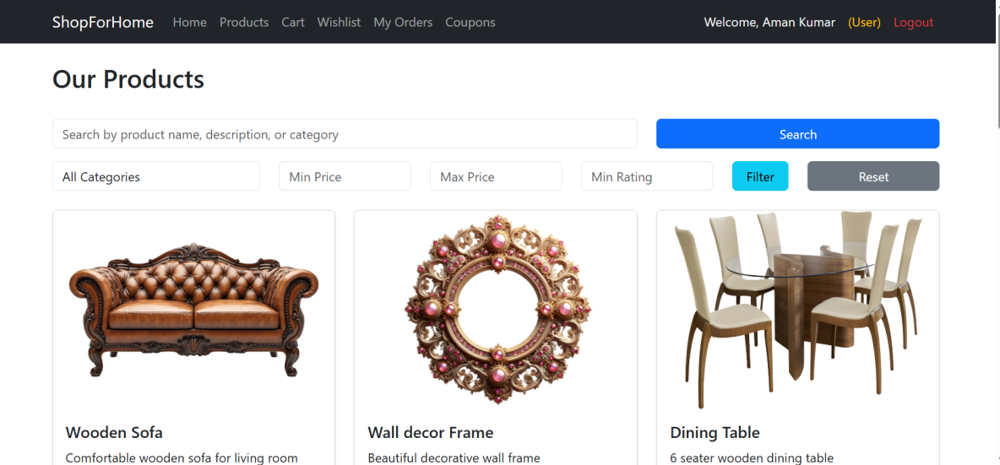 ShopForHome Home Products Cart Wishlist My Orders Coupons Welcome, Aman Kumar (User) Logout
Our Products
Search by product name, description, or category Search
All Categories Min Price Max Price Min Rating Filter Reset
Wooden Sofa Wall decor Frame Dining Table
Comfortable wooden sofa for living room Beautiful decorative wall frame 6 seater wooden dining table